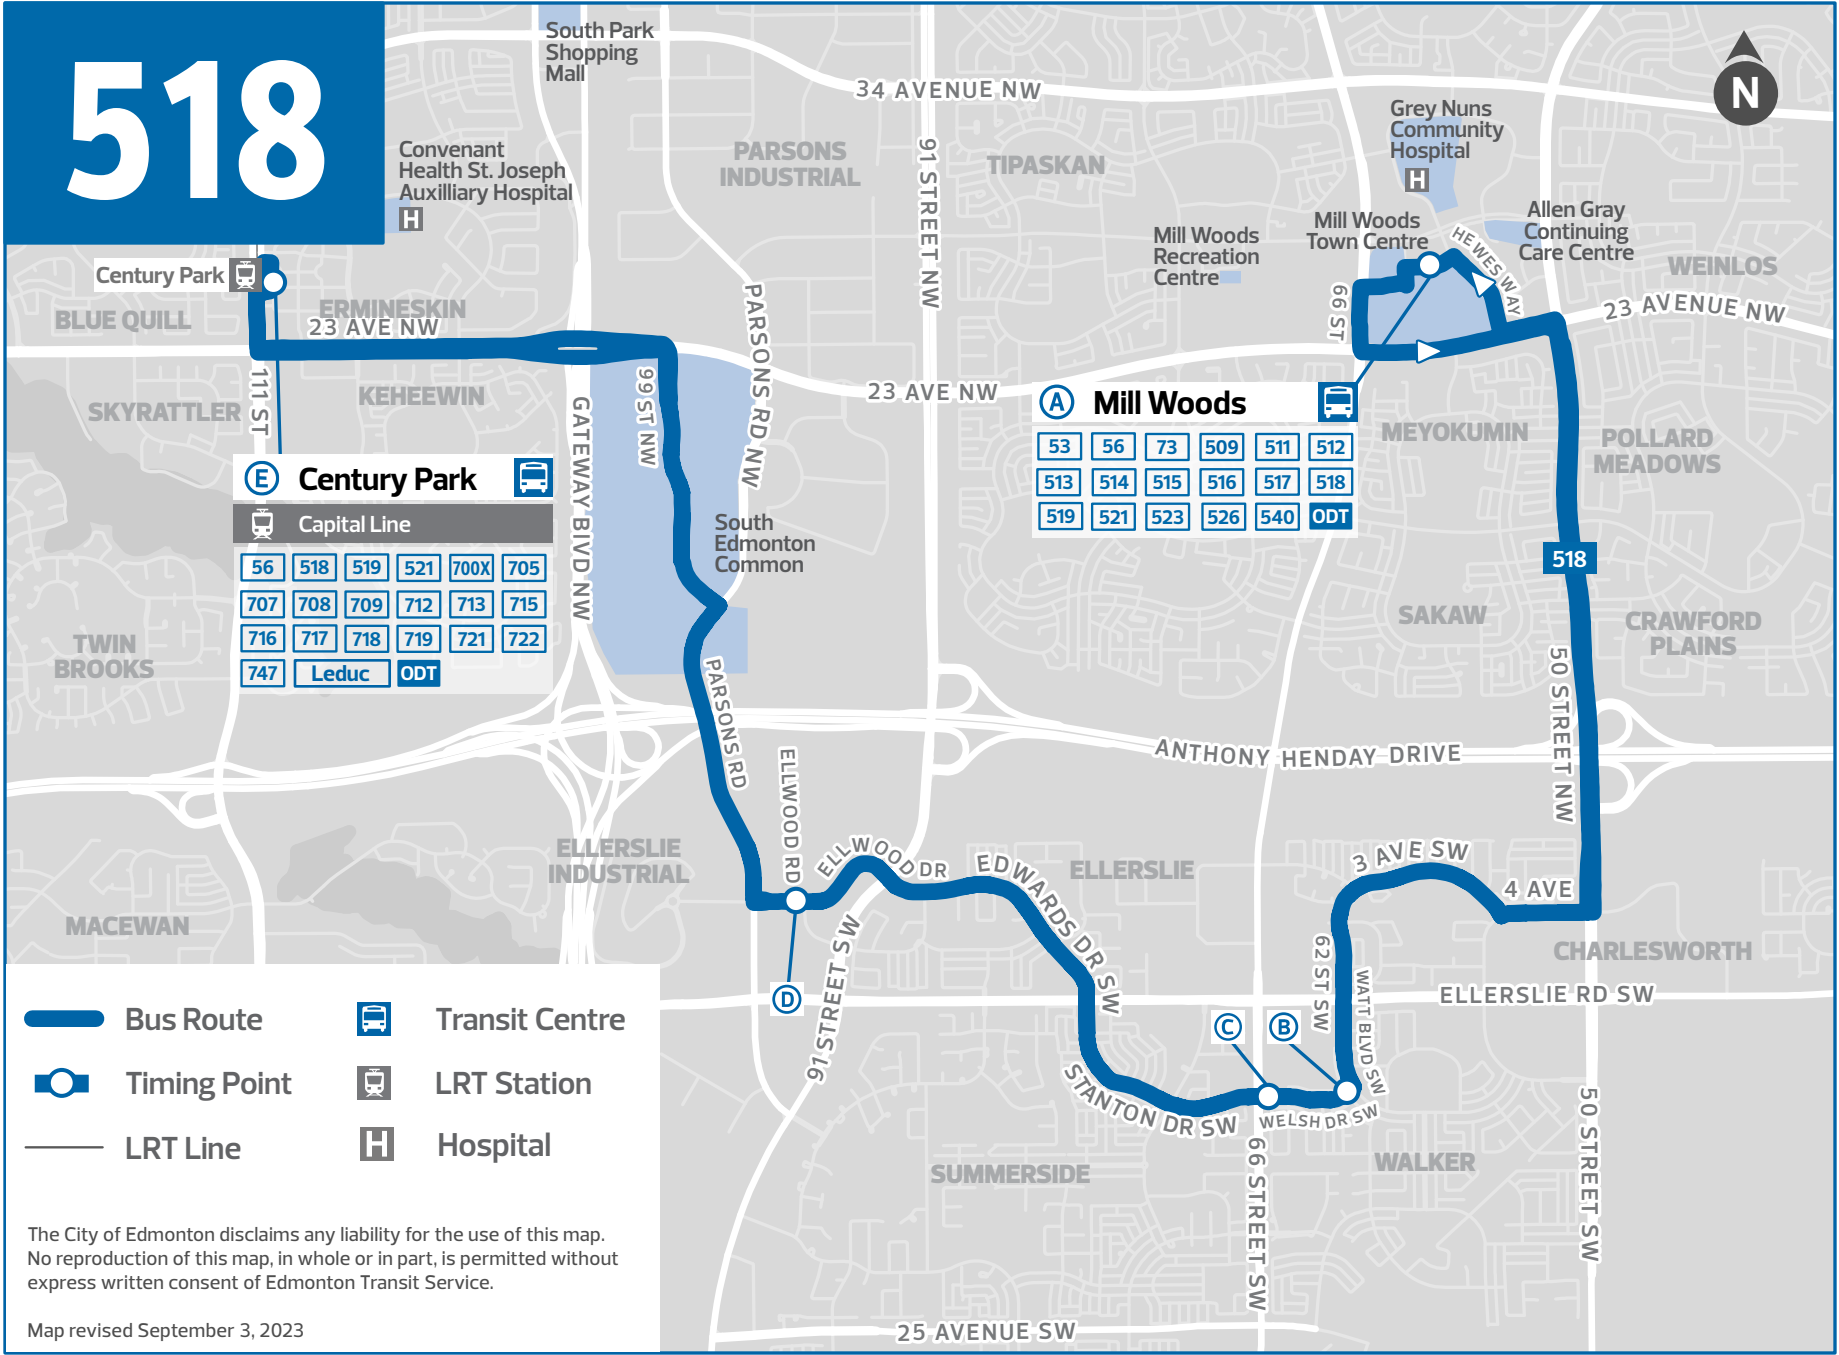 518
South Park
Shopping
Mall
34 AVENUE NW
N
Convenant
Health St. Joseph
Auxilliary Hospital
H
PARSONS
INDUSTRIAL
91 STREET NW
TIPASKAN
Grey Nuns
Community
Hospital
H
Mill Woods
Town Centre
HEWES WAY
Allen Gray
Continuing
Care Centre
Mill Woods
Recreation
Centre
WEINLOS
Century Park
BLUE QUILL
ERMINESKIN
23 AVE NW
PARSONS RD NW
66 ST
23 AVENUE NW
111 ST
SKYRATTLER
KEHEEWIN
GATEWAY BLVD NW
99 ST NW
23 AVE NW
A Mill Woods
53 56 73 509 511 512
513 514 515 516 517 518
519 521 523 526 540 ODT
MEYOKUMIN
POLLARD
MEADOWS
E Century Park
Capital Line
56 518 519 521 700X 705
707 708 709 712 713 715
716 717 718 719 721 722
747 Leduc ODT
South
Edmonton
Common
518
SAKAW
CRAWFORD
PLAINS
TWIN
BROOKS
PARSONS RD
50 STREET NW
ANTHONY HENDAY DRIVE
ELLWOOD RD
ELLERSLIE
INDUSTRIAL
ELLWOOD DR
EDWARDS DR SW
ELLERSLIE
3 AVE SW
4 AVE
MACEWAN
91 STREET SW
62 ST SW
WATT BLVD SW
CHARLESWORTH
ELLERSLIE RD SW
D
C
B
STANTON DR SW
WELSH DR SW
66 STREET SW
50 STREET SW
SUMMERSIDE
WALKER
25 AVENUE SW
Bus Route
Transit Centre
Timing Point
LRT Station
LRT Line
H Hospital
The City of Edmonton disclaims any liability for the use of this map.
No reproduction of this map, in whole or in part, is permitted without
express written consent of Edmonton Transit Service.
Map revised September 3, 2023